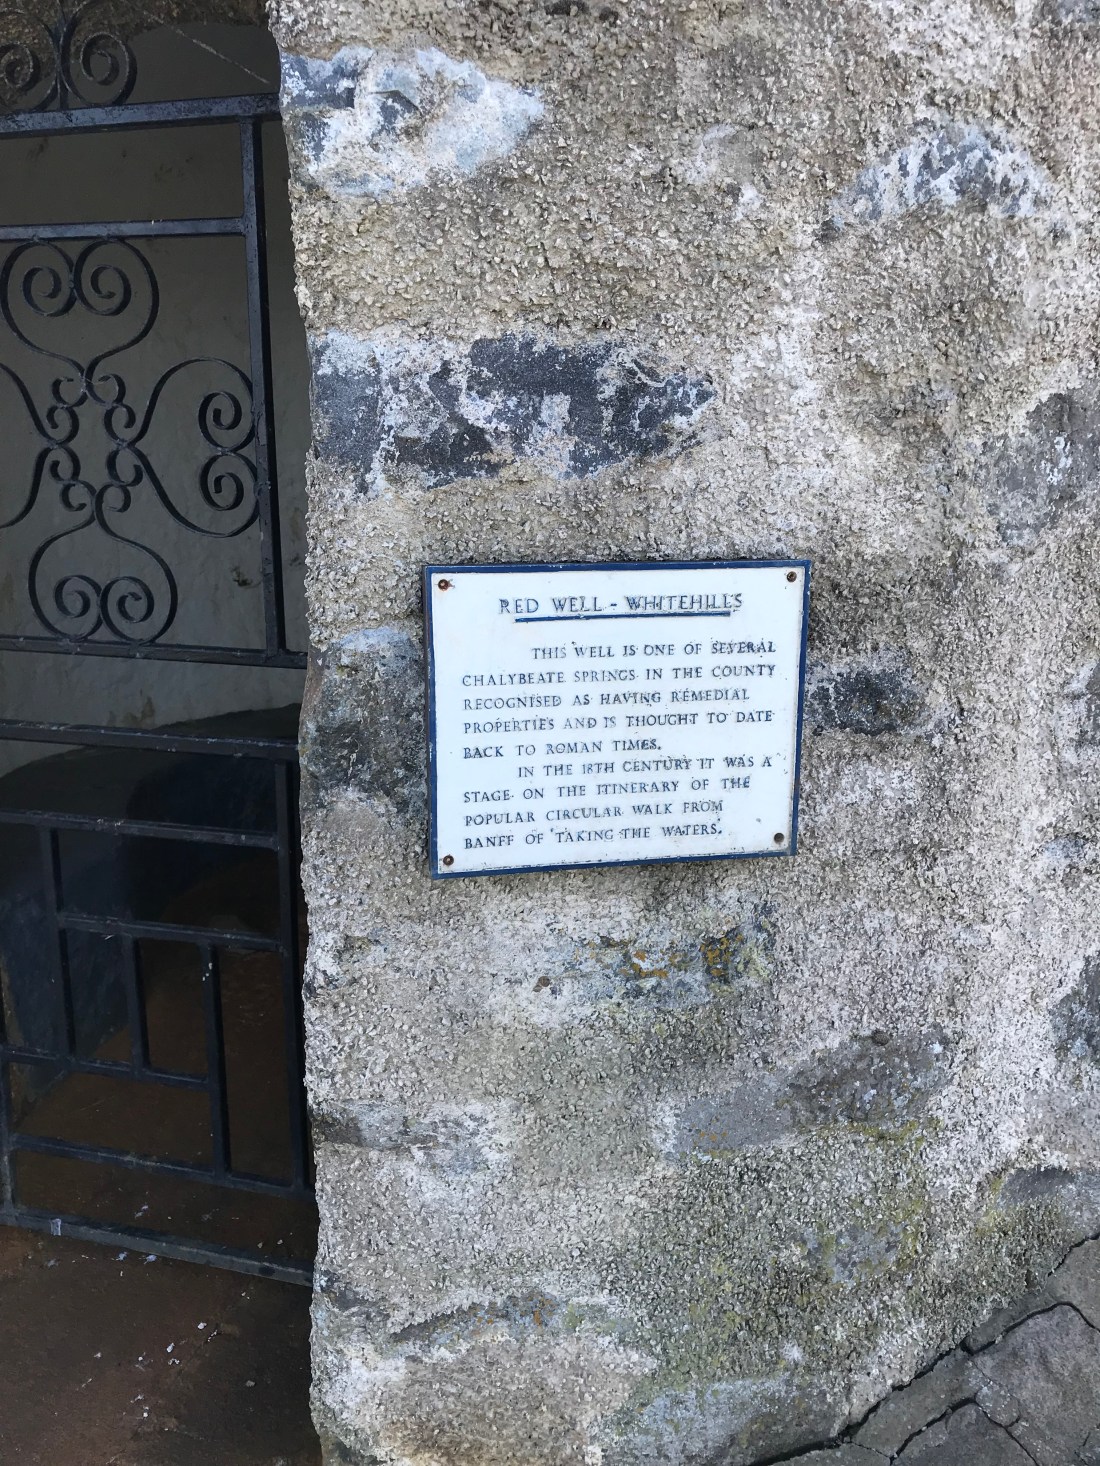 RED WELL - WHITEHILLS
THIS WELL IS ONE OF SEVERAL
CHALYBEATE SPRINGS IN THE COUNTY
RECOGNISED AS HAVING REMEDIAL
PROPERTIES AND IS THOUGHT TO DATE
BACK TO ROMAN TIMES.
IN THE 18TH CENTURY IT WAS A
STAGE ON THE ITINERARY OF THE
POPULAR CIRCULAR WALK FROM
BANFF OF 'TAKING THE WATERS'.